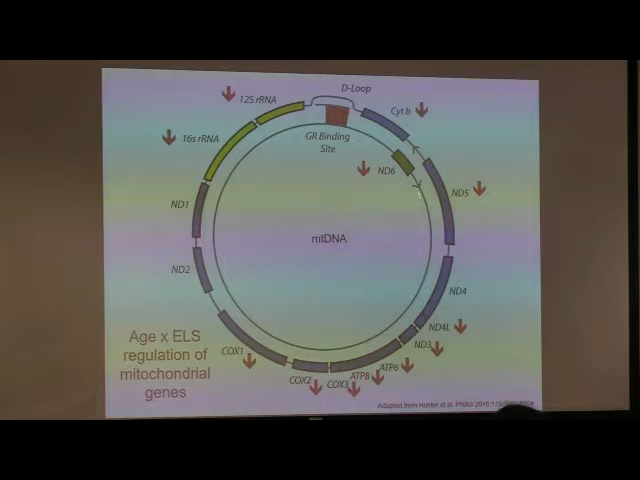 D-Loop
12S rRNA
Cyt b
16s rRNA
GR Binding
Site
ND6
ND1
ND5
mtDNA
ND2
ND4
ND4L
ND3
COX1
ATP6
ATP8
COX2
COX3
Age x ELS
regulation of
mitochondrial
genes
Adapted from Hunter et al. PNAS 2016;113